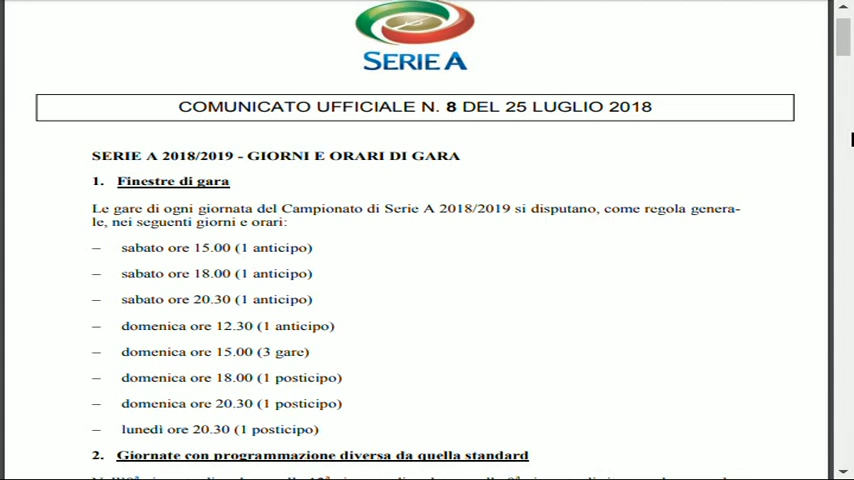 SERIE A
COMUNICATO UFFICIALE N. 8 DEL 25 LUGLIO 2018
SERIE A 2018/2019 - GIORNI E ORARI DI GARA
1. Finestre di gara
Le gare di ogni giornata del Campionato di Serie A 2018/2019 si disputano, come regola genera-
le, nei seguenti giorni e orari:
– sabato ore 15.00 (1 anticipo)
– sabato ore 18.00 (1 anticipo)
– sabato ore 20.30 (1 anticipo)
– domenica ore 12.30 (1 anticipo)
– domenica ore 15.00 (3 gare)
– domenica ore 18.00 (1 posticipo)
– domenica ore 20.30 (1 posticipo)
– lunedì ore 20.30 (1 posticipo)
2. Giornate con programmazione diversa da quella standard